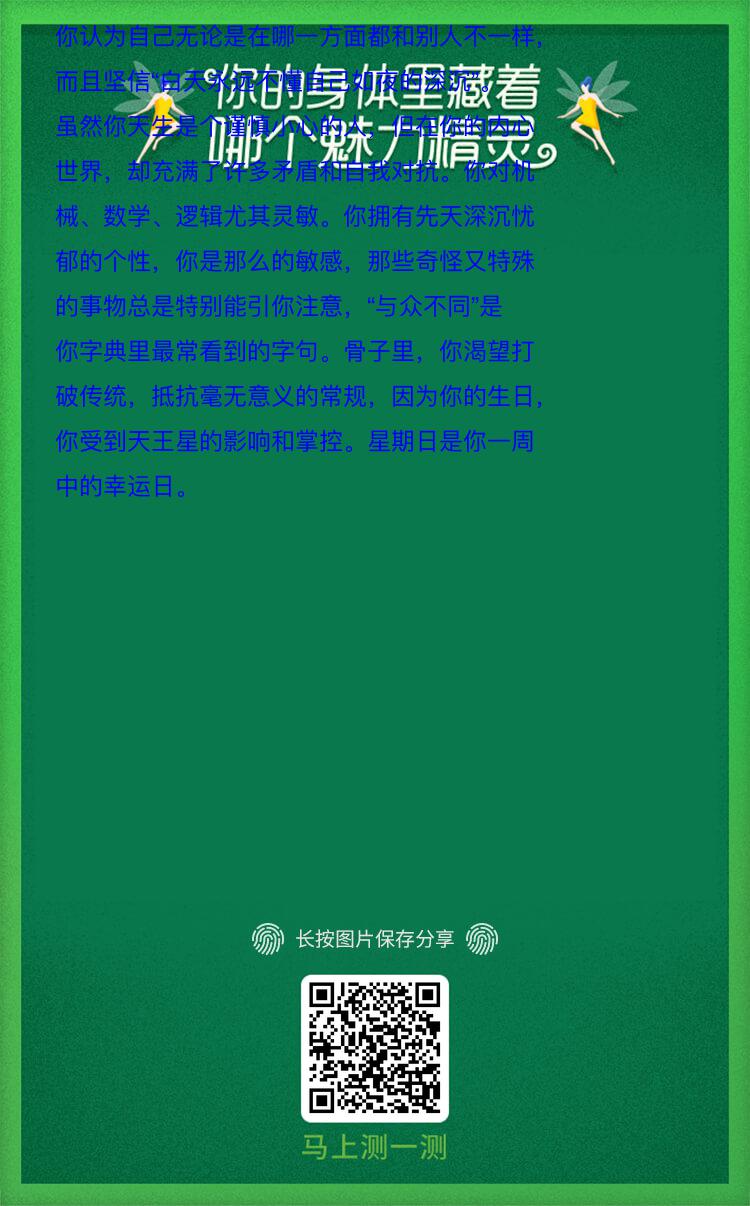 你认为自己无论是在哪一方面都和别人不一样，
而且坚信“白天永远不懂自己如夜的深沉”。
你的身体里藏着
虽然你天生是个谨慎小心的人，但在你的内心
哪个魅力精灵
世界，却充满了许多矛盾和自我对抗。你对机
械、数学、逻辑尤其灵敏。你拥有先天深沉忧
郁的个性，你是那么的敏感，那些奇怪又特殊
的事物总是特别能引你注意，“与众不同”是
你字典里最常看到的字句。骨子里，你渴望打
破传统，抵抗毫无意义的常规，因为你的生日，
你受到天王星的影响和掌控。星期日是你一周
中的幸运日。
长按图片保存分享
马上测一测